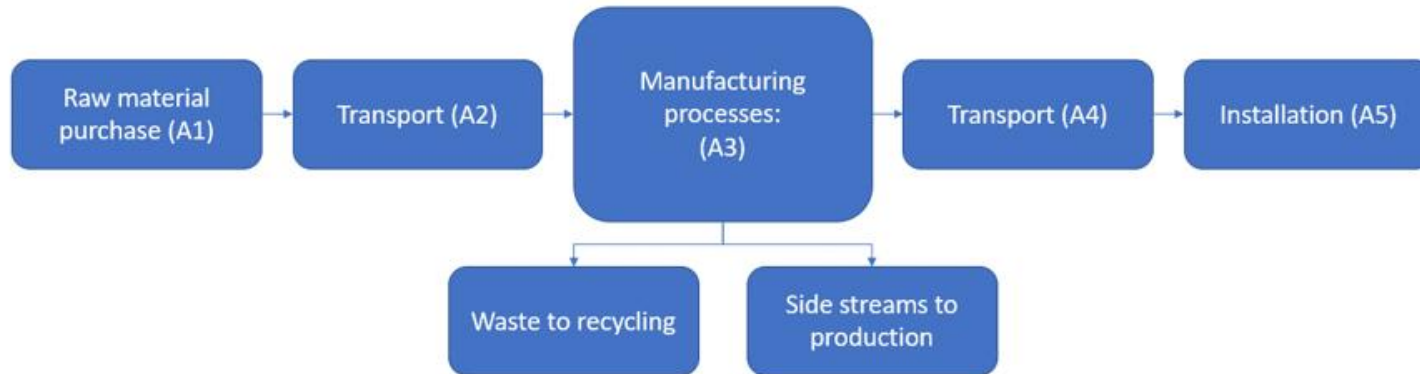 Raw material
purchase (A1)
Transport (A2)
Manufacturing
processes:
(A3)
Transport (A4)
Installation (A5)
Waste to recycling
Side streams to
production